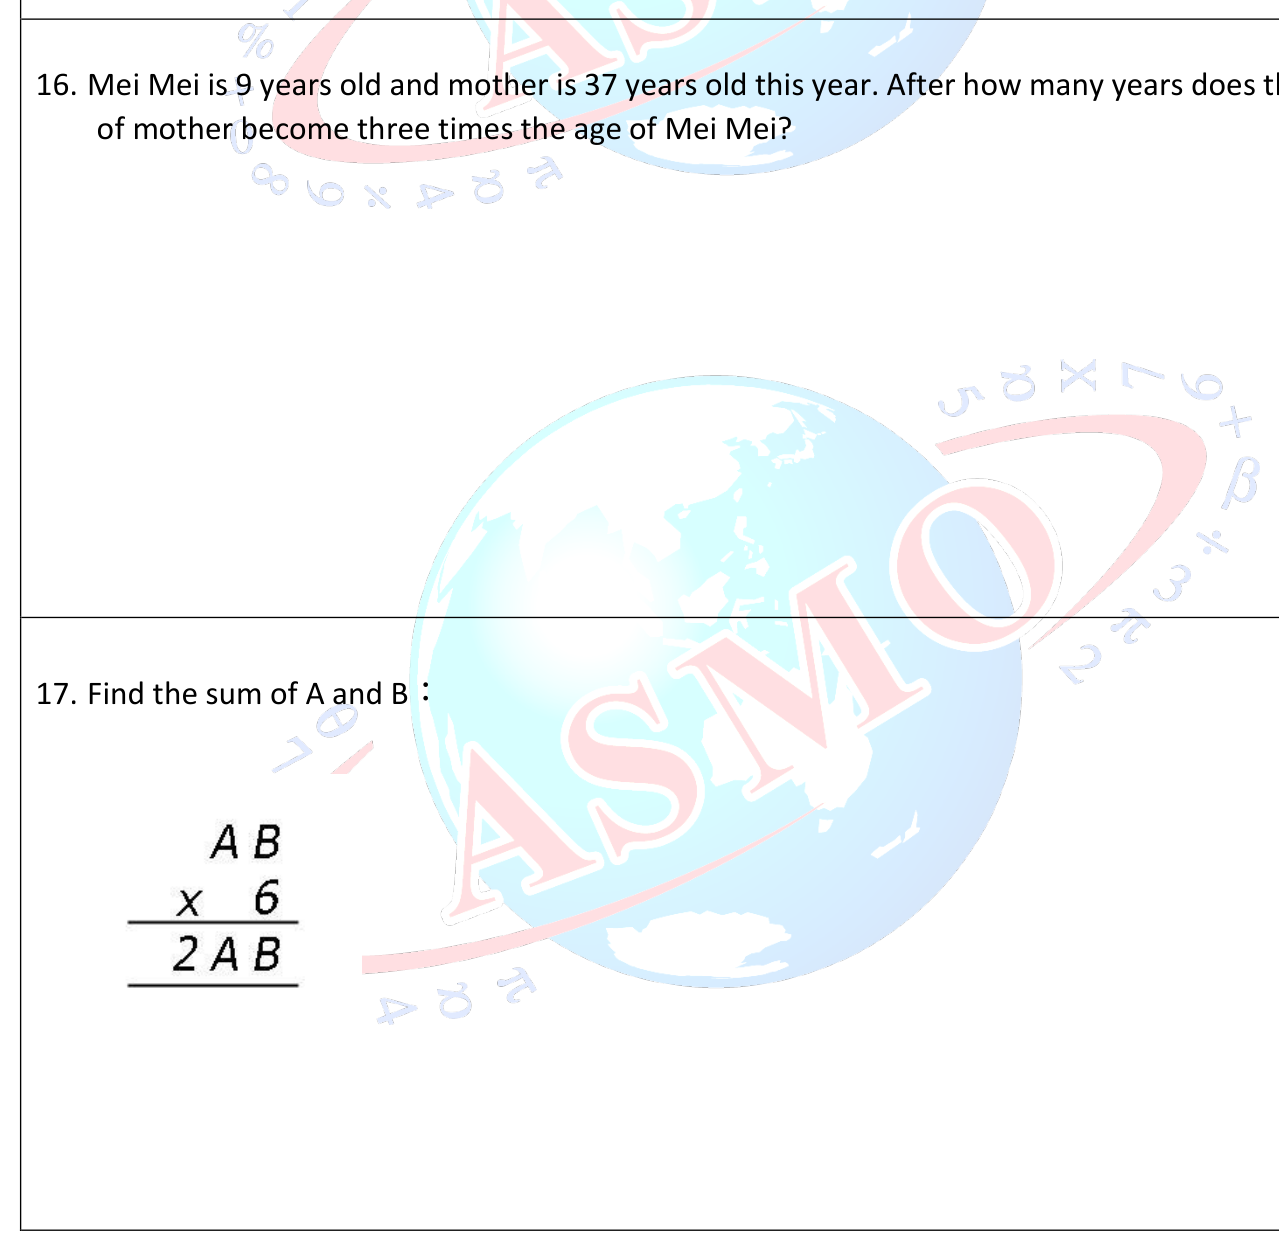 16. Mei Mei is 9 years old and mother is 37 years old this year. After how many years does
of mother become three times the age of Mei Mei?
ASMO
17. Find the sum of A and B：
A B
x 6
2 A B